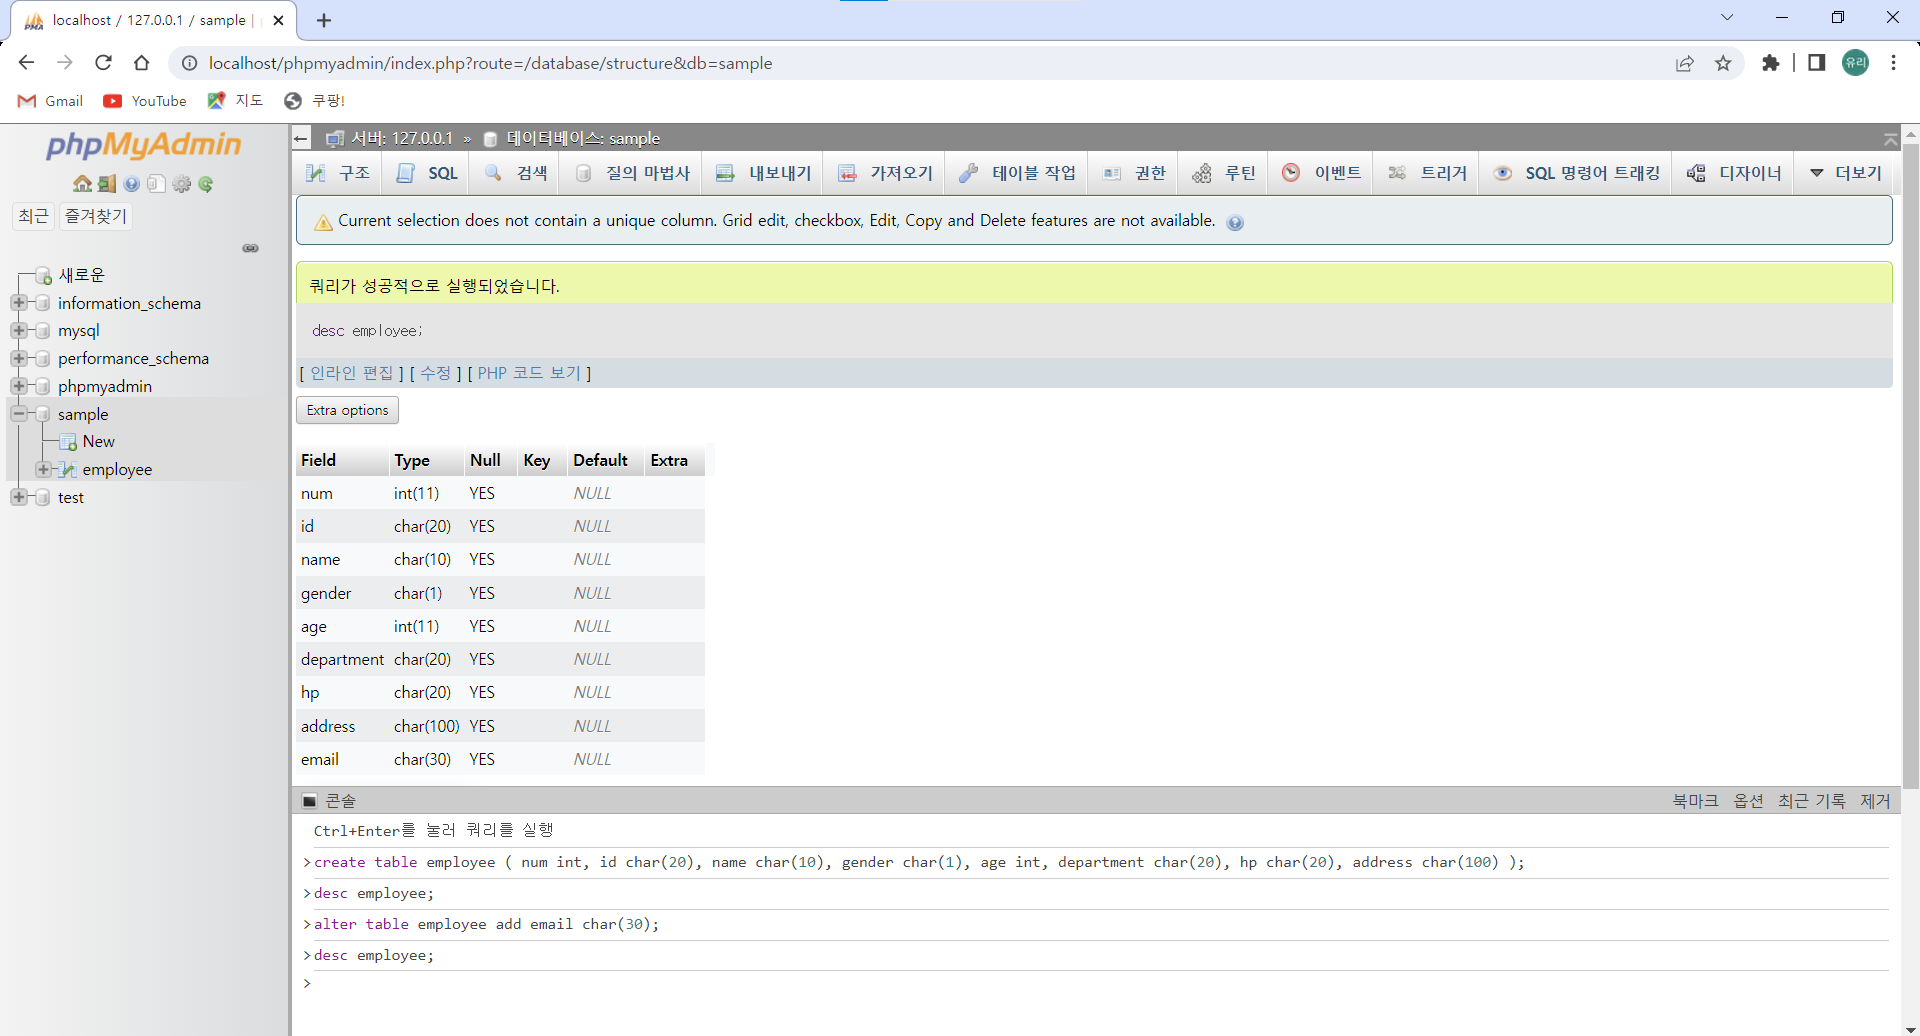 localhost / 127.0.0.1 / sample |
localhost/phpmyadmin/index.php?route=/database/structure&db=sample
유리
Gmail YouTube 지도 쿠팡!
phpMyAdmin
최근 즐겨찾기
새로운
information_schema
mysql
performance_schema
phpmyadmin
sample
New
employee
test
서버: 127.0.0.1 » 데이터베이스: sample
구조 SQL 검색 질의 마법사 내보내기 가져오기 테이블 작업 권한 루틴 이벤트 트리거 SQL 명령어 트래킹 디자이너 더보기
Current selection does not contain a unique column. Grid edit, checkbox, Edit, Copy and Delete features are not available.
쿼리가 성공적으로 실행되었습니다.
desc employee;
[ 인라인 편집 ] [ 수정 ] [ PHP 코드 보기 ]
Extra options
Field Type Null Key Default Extra
num int(11) YES NULL
id char(20) YES NULL
name char(10) YES NULL
gender char(1) YES NULL
age int(11) YES NULL
department char(20) YES NULL
hp char(20) YES NULL
address char(100) YES NULL
email char(30) YES NULL
콘솔 북마크 옵션 최근 기록 제거
Ctrl+Enter를 눌러 쿼리를 실행
>create table employee ( num int, id char(20), name char(10), gender char(1), age int, department char(20), hp char(20), address char(100) );
>desc employee;
>alter table employee add email char(30);
>desc employee;
>